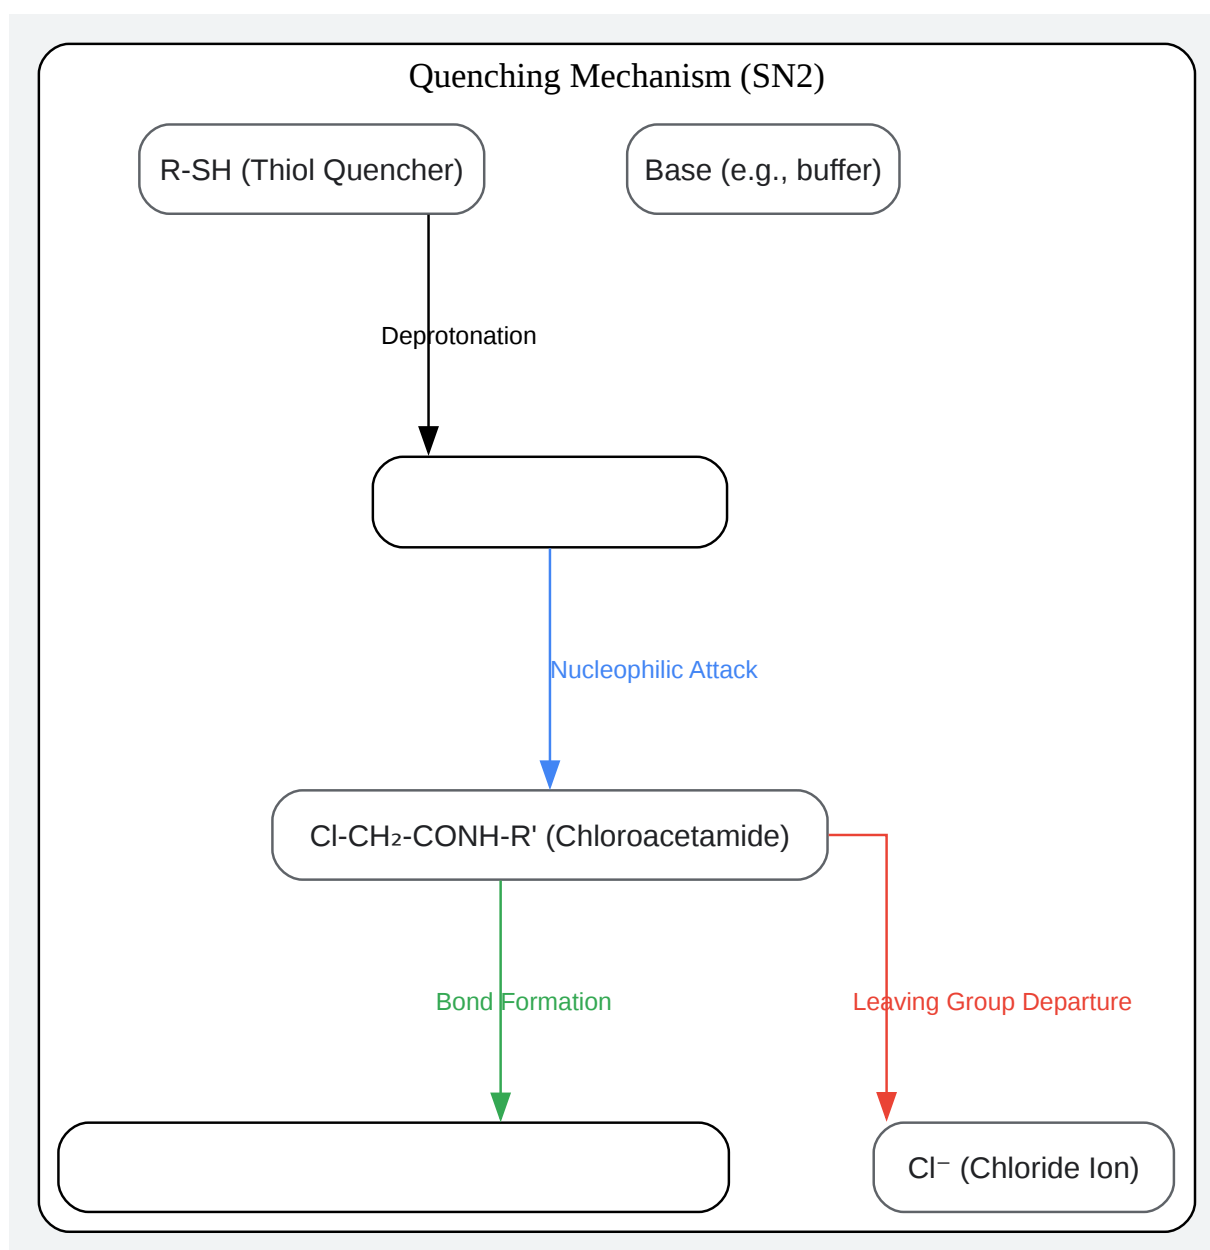 Quenching Mechanism (SN2)
R-SH (Thiol Quencher)
Base (e.g., buffer)
Deprotonation
Nucleophilic Attack
Cl-CH₂-CONH-R' (Chloroacetamide)
Bond Formation
Leaving Group Departure
Cl⁻ (Chloride Ion)